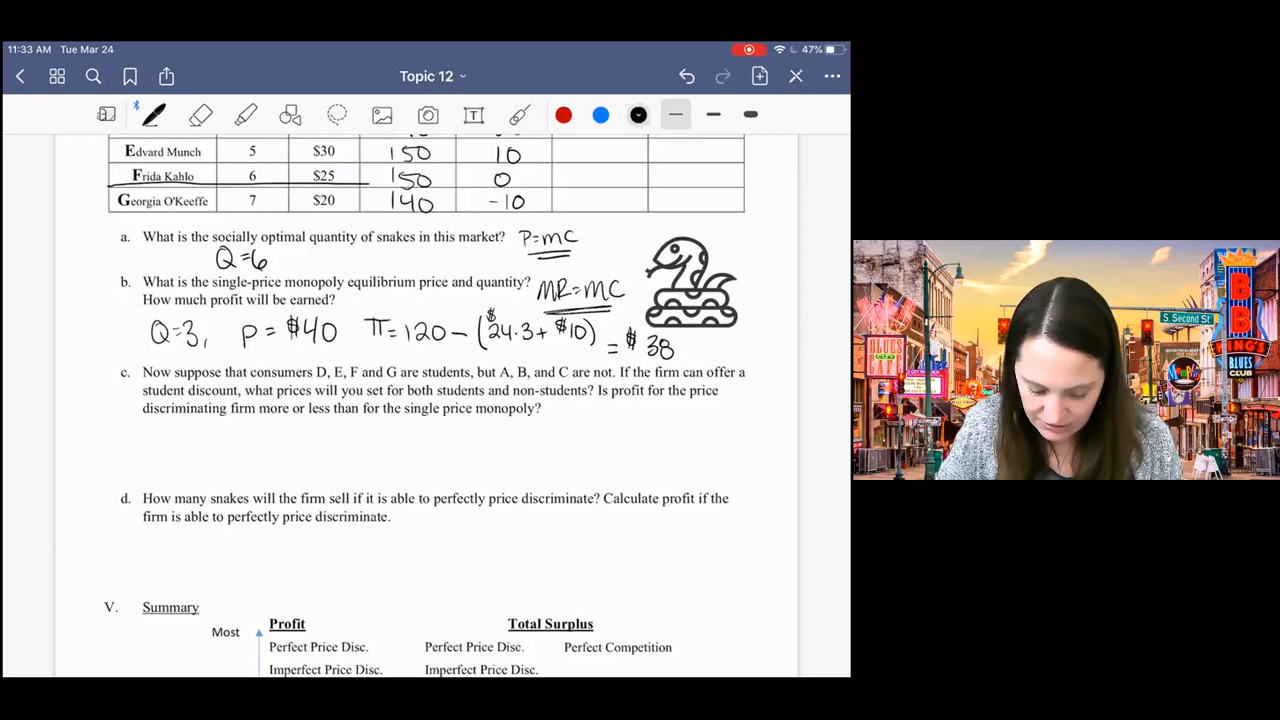 11:33 AM Tue Mar 24
47%
Topic 12
T
Edvard Munch 5 $30 150 10
Frida Kahlo 6 $25 150 0
Georgia O'Keeffe 7 $20 140 -10
a. What is the socially optimal quantity of snakes in this market? P=MC
Q=6
b. What is the single-price monopoly equilibrium price and quantity? MR=MC
How much profit will be earned?
Q=3, P = $40 π=120 - ($24·3 + $10) = $38
c. Now suppose that consumers D, E, F and G are students, but A, B, and C are not. If the firm can offer a
student discount, what prices will you set for both students and non-students? Is profit for the price
discriminating firm more or less than for the single price monopoly?
d. How many snakes will the firm sell if it is able to perfectly price discriminate? Calculate profit if the
firm is able to perfectly price discriminate.
V. Summary
Profit Total Surplus
Most
Perfect Price Disc. Perfect Price Disc. Perfect Competition
Imperfect Price Disc. Imperfect Price Disc.
S Second St
BLUES
CITY
BB
KING'S
BLUES
CLUB
Memphis